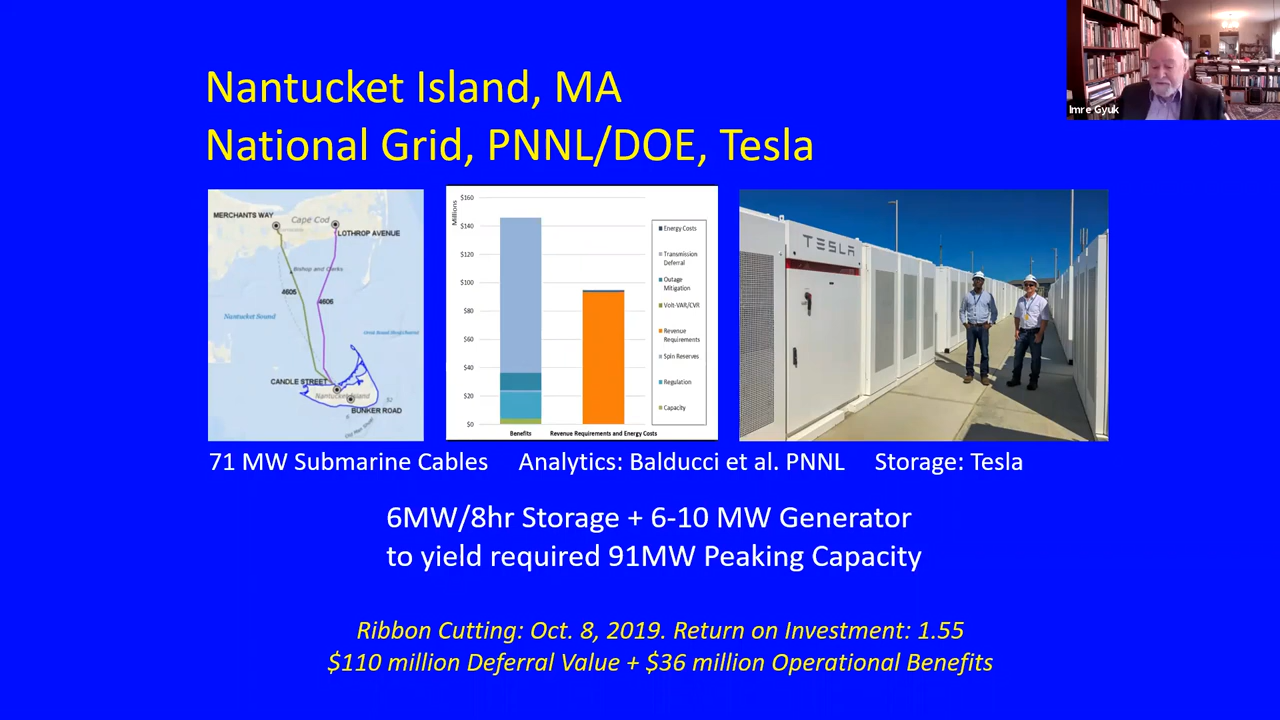 Imre Gyuk
Nantucket Island, MA
National Grid, PNNL/DOE, Tesla
MERCHANTS WAY
Cape Cod
LOTHROP AVENUE
Bishop and Clerks
4605
4606
Nantucket Sound
CANDLE STREET
Nantucket Island
BUNKER ROAD
Millions
$160
$140
$120
$100
$80
$60
$40
$20
$0
Benefits
Revenue Requirements and Energy Costs
Energy Costs
Transmission
Deferral
Outage
Mitigation
Volt-VAR/CVR
Revenue
Requirements
Spin Reserves
Regulation
Capacity
TESLA
71 MW Submarine Cables
Analytics: Balducci et al. PNNL
Storage: Tesla
6MW/8hr Storage + 6-10 MW Generator
to yield required 91MW Peaking Capacity
Ribbon Cutting: Oct. 8, 2019. Return on Investment: 1.55
$110 million Deferral Value + $36 million Operational Benefits